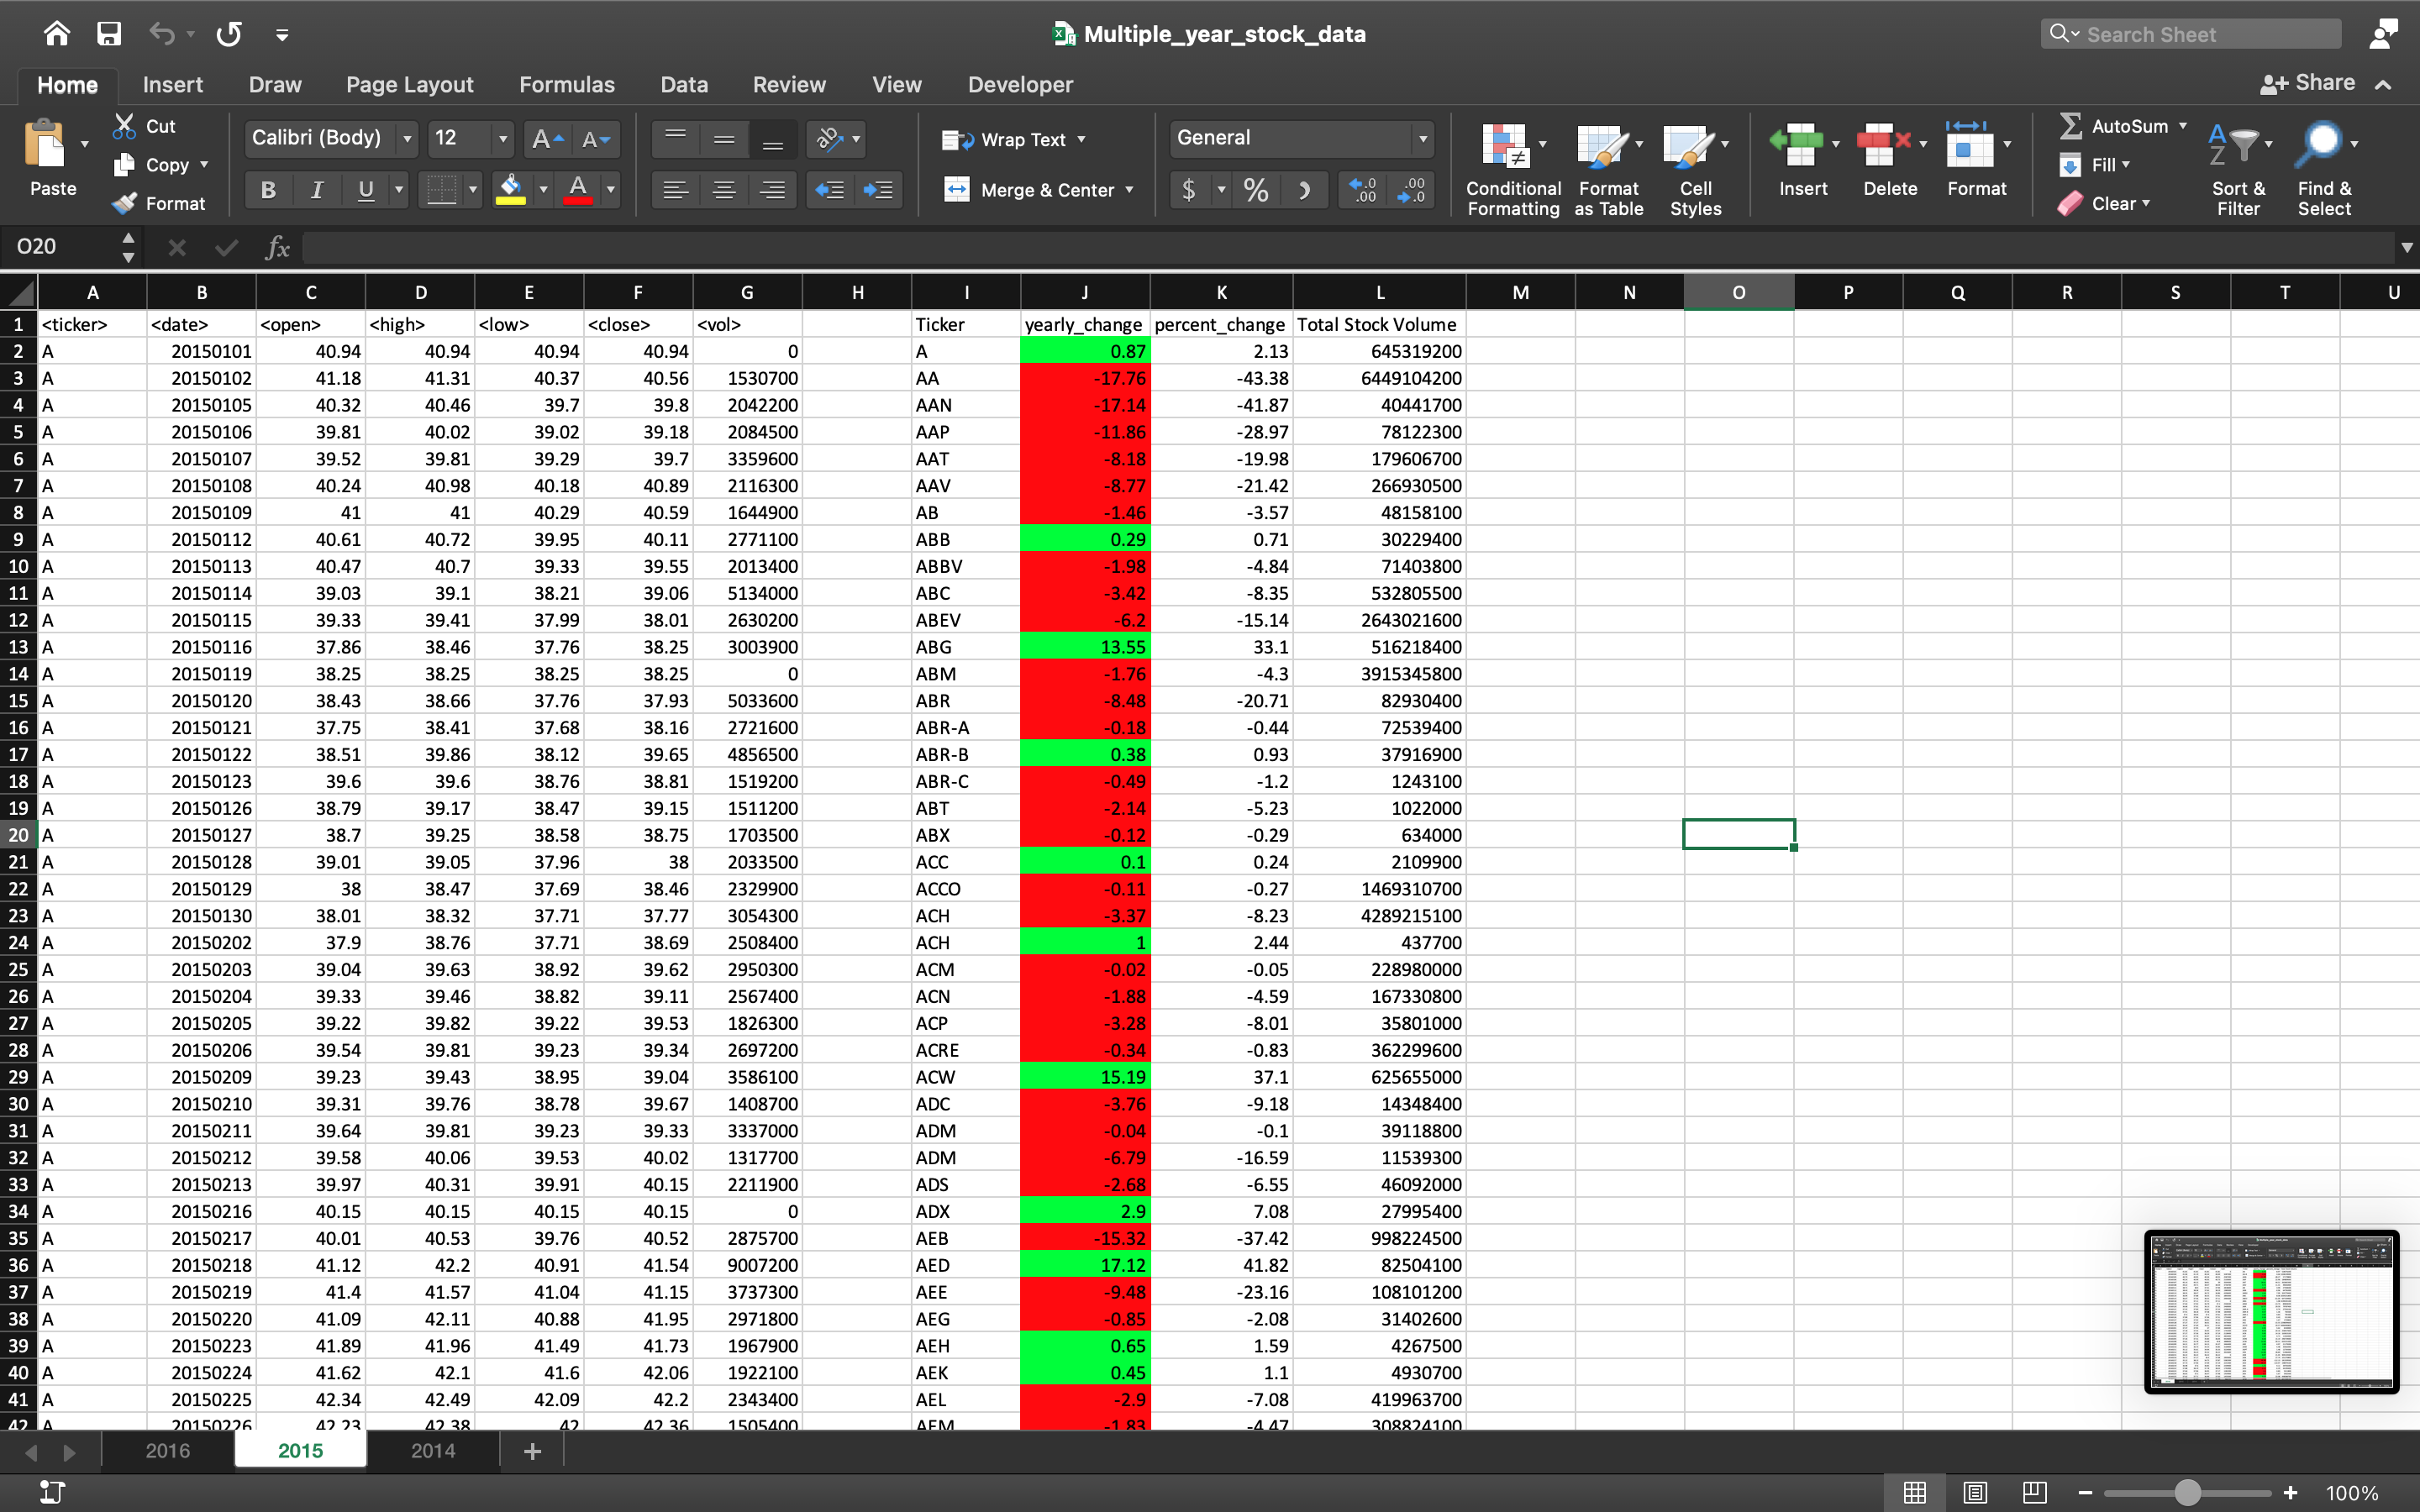 Multiple_year_stock_data
Search Sheet
Home Insert Draw Page Layout Formulas Data Review View Developer Share
Paste Cut Copy Format
Calibri (Body) 12 A A
B I U A
ab Wrap Text
Merge & Center
General
$ % .0 .00 .00 .0
Conditional Formatting
Format as Table
Cell Styles
Insert Delete Format
AutoSum
Fill
Clear
Sort & Filter
Find & Select
O20 fx
A B C D E F G H I J K L M N O P Q R S T U
1 <ticker> <date> <open> <high> <low> <close> <vol> Ticker yearly_change percent_change Total Stock Volume
2 A 20150101 40.94 40.94 40.94 40.94 0 A 0.87 2.13 645319200
3 A 20150102 41.18 41.31 40.37 40.56 1530700 AA -17.76 -43.38 6449104200
4 A 20150105 40.32 40.46 39.7 39.8 2042200 AAN -17.14 -41.87 40441700
5 A 20150106 39.81 40.02 39.02 39.18 2084500 AAP -11.86 -28.97 78122300
6 A 20150107 39.52 39.81 39.29 39.7 3359600 AAT -8.18 -19.98 179606700
7 A 20150108 40.24 40.98 40.18 40.89 2116300 AAV -8.77 -21.42 266930500
8 A 20150109 41 41 40.29 40.59 1644900 AB -1.46 -3.57 48158100
9 A 20150112 40.61 40.72 39.95 40.11 2771100 ABB 0.29 0.71 30229400
10 A 20150113 40.47 40.7 39.33 39.55 2013400 ABBV -1.98 -4.84 71403800
11 A 20150114 39.03 39.1 38.21 39.06 5134000 ABC -3.42 -8.35 532805500
12 A 20150115 39.33 39.41 37.99 38.01 2630200 ABEV -6.2 -15.14 2643021600
13 A 20150116 37.86 38.46 37.76 38.25 3003900 ABG 13.55 33.1 516218400
14 A 20150119 38.25 38.25 38.25 38.25 0 ABM -1.76 -4.3 3915345800
15 A 20150120 38.43 38.66 37.76 37.93 5033600 ABR -8.48 -20.71 82930400
16 A 20150121 37.75 38.41 37.68 38.16 2721600 ABR-A -0.18 -0.44 72539400
17 A 20150122 38.51 39.86 38.12 39.65 4856500 ABR-B 0.38 0.93 37916900
18 A 20150123 39.6 39.6 38.76 38.81 1519200 ABR-C -0.49 -1.2 1243100
19 A 20150126 38.79 39.17 38.47 39.15 1511200 ABT -2.14 -5.23 1022000
20 A 20150127 38.7 39.25 38.58 38.75 1703500 ABX -0.12 -0.29 634000
21 A 20150128 39.01 39.05 37.96 38 2033500 ACC 0.1 0.24 2109900
22 A 20150129 38 38.47 37.69 38.46 2329900 ACCO -0.11 -0.27 1469310700
23 A 20150130 38.01 38.32 37.71 37.77 3054300 ACH -3.37 -8.23 4289215100
24 A 20150202 37.9 38.76 37.71 38.69 2508400 ACH 1 2.44 437700
25 A 20150203 39.04 39.63 38.92 39.62 2950300 ACM -0.02 -0.05 228980000
26 A 20150204 39.33 39.46 38.82 39.11 2567400 ACN -1.88 -4.59 167330800
27 A 20150205 39.22 39.82 39.22 39.53 1826300 ACP -3.28 -8.01 35801000
28 A 20150206 39.54 39.81 39.23 39.34 2697200 ACRE -0.34 -0.83 362299600
29 A 20150209 39.23 39.43 38.95 39.04 3586100 ACW 15.19 37.1 625655000
30 A 20150210 39.31 39.76 38.78 39.67 1408700 ADC -3.76 -9.18 14348400
31 A 20150211 39.64 39.81 39.23 39.33 3337000 ADM -0.04 -0.1 39118800
32 A 20150212 39.58 40.06 39.53 40.02 1317700 ADM -6.79 -16.59 11539300
33 A 20150213 39.97 40.31 39.91 40.15 2211900 ADS -2.68 -6.55 46092000
34 A 20150216 40.15 40.15 40.15 40.15 0 ADX 2.9 7.08 27995400
35 A 20150217 40.01 40.53 39.76 40.52 2875700 AEB -15.32 -37.42 998224500
36 A 20150218 41.12 42.2 40.91 41.54 9007200 AED 17.12 41.82 82504100
37 A 20150219 41.4 41.57 41.04 41.15 3737300 AEE -9.48 -23.16 108101200
38 A 20150220 41.09 42.11 40.88 41.95 2971800 AEG -0.85 -2.08 31402600
39 A 20150223 41.89 41.96 41.49 41.73 1967900 AEH 0.65 1.59 4267500
40 A 20150224 41.62 42.1 41.6 42.06 1922100 AEK 0.45 1.1 4930700
41 A 20150225 42.34 42.49 42.09 42.2 2343400 AEL -2.9 -7.08 419963700
42 A 20150226 42.23 42.38 42 42.36 1505400 AEM -1.83 -4.47 308824100
2016 2015 2014 +
100%